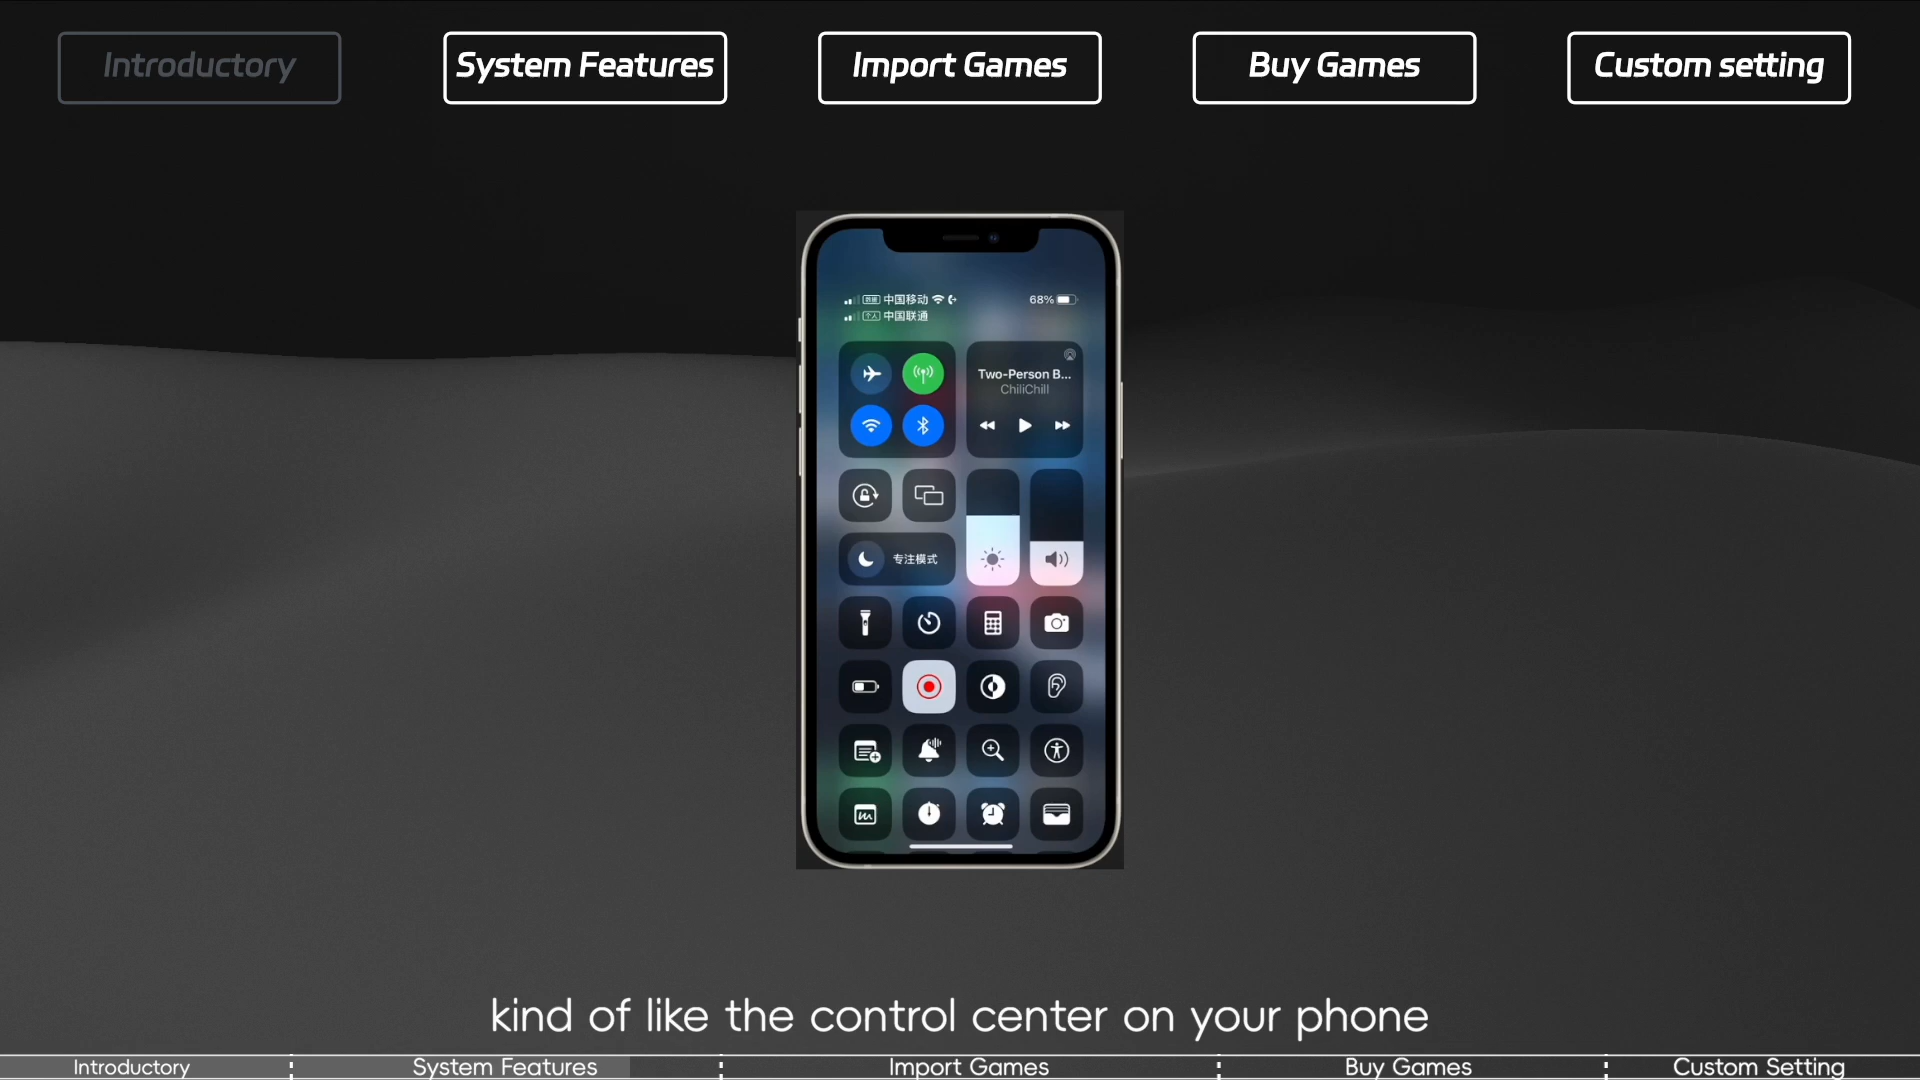 Introductory
System Features
Import Games
Buy Games
Custom setting
中国移动
68%
中国联通
Two-Person B...
ChiliChill
专注模式
kind of like the control center on your phone
Introductory
System Features
Import Games
Buy Games
Custom Setting